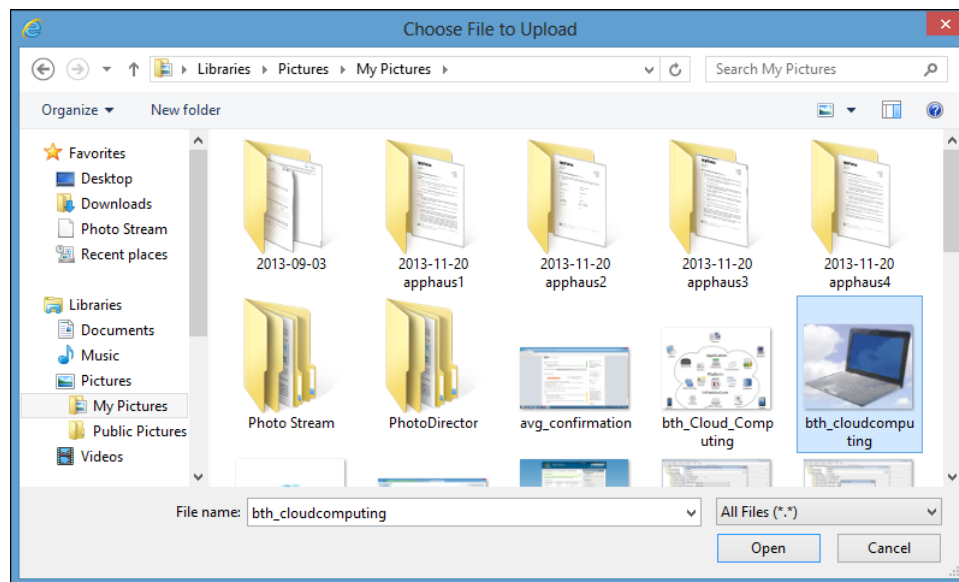 Choose File to Upload
Libraries Pictures My Pictures
Search My Pictures
Organize New folder
Favorites
Desktop
Downloads
Photo Stream
Recent places
Libraries
Documents
Music
Pictures
My Pictures
Public Pictures
Videos
2013-09-03
2013-11-20
apphaus1
2013-11-20
apphaus2
2013-11-20
apphaus3
2013-11-20
apphaus4
Photo Stream
PhotoDirector
avg_confirmation
bth_Cloud_Comp
uting
bth_cloudcompu
ting
File name: bth_cloudcomputing
All Files (*.*)
Open Cancel